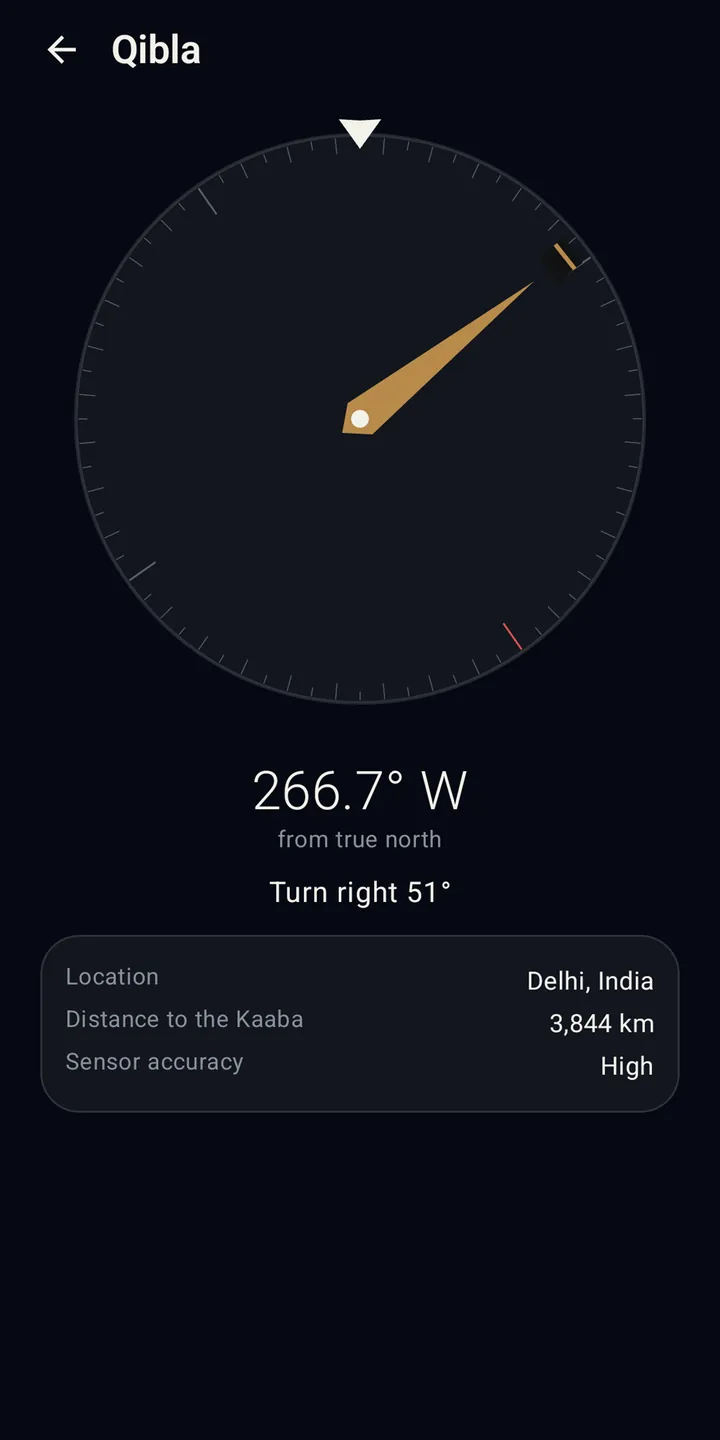 Qibla
266.7° W
from true north
Turn right 51°
Location Delhi, India
Distance to the Kaaba 3,844 km
Sensor accuracy High